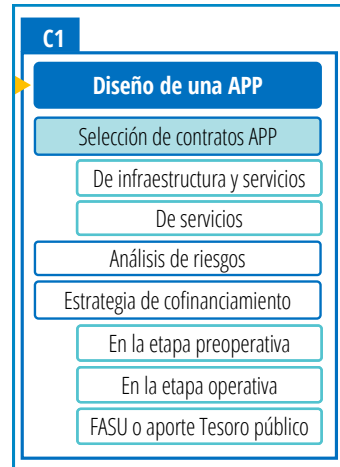 C1
Diseño de una APP
Selección de contratos APP
De infraestructura y servicios
De servicios
Análisis de riesgos
Estrategia de cofinanciamiento
En la etapa preoperativa
En la etapa operativa
FASU o aporte Tesoro público